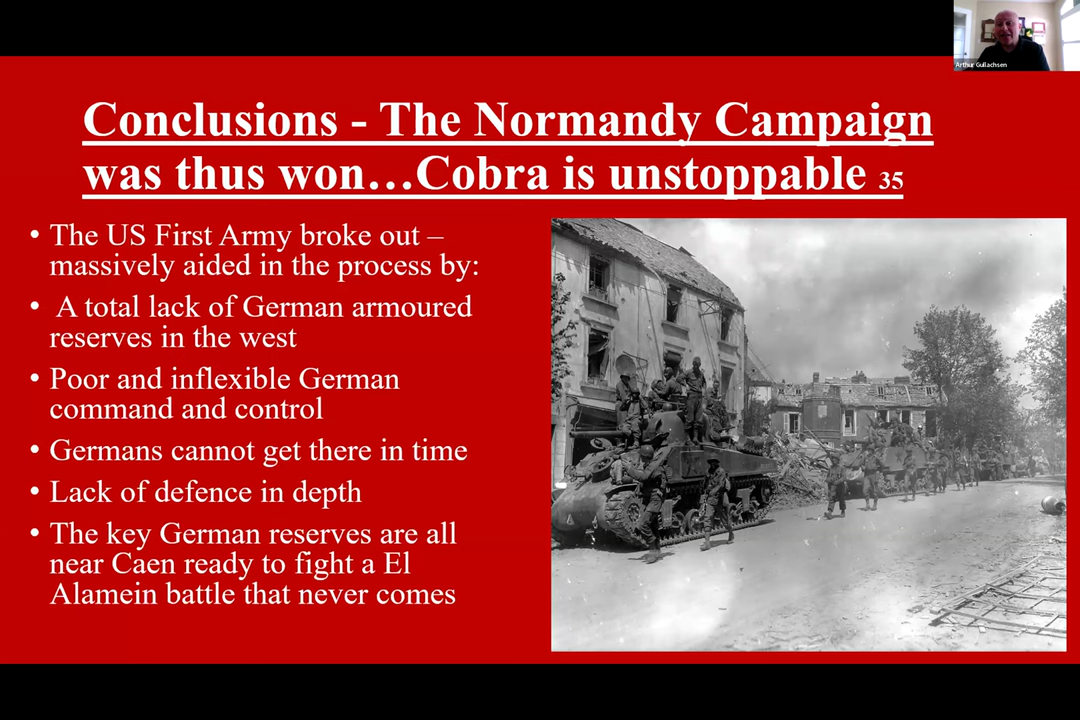 Arthur Gullachsen
Conclusions - The Normandy Campaign
was thus won…Cobra is unstoppable 35
• The US First Army broke out –
massively aided in the process by:
• A total lack of German armoured
reserves in the west
• Poor and inflexible German
command and control
• Germans cannot get there in time
• Lack of defence in depth
• The key German reserves are all
near Caen ready to fight a El
Alamein battle that never comes